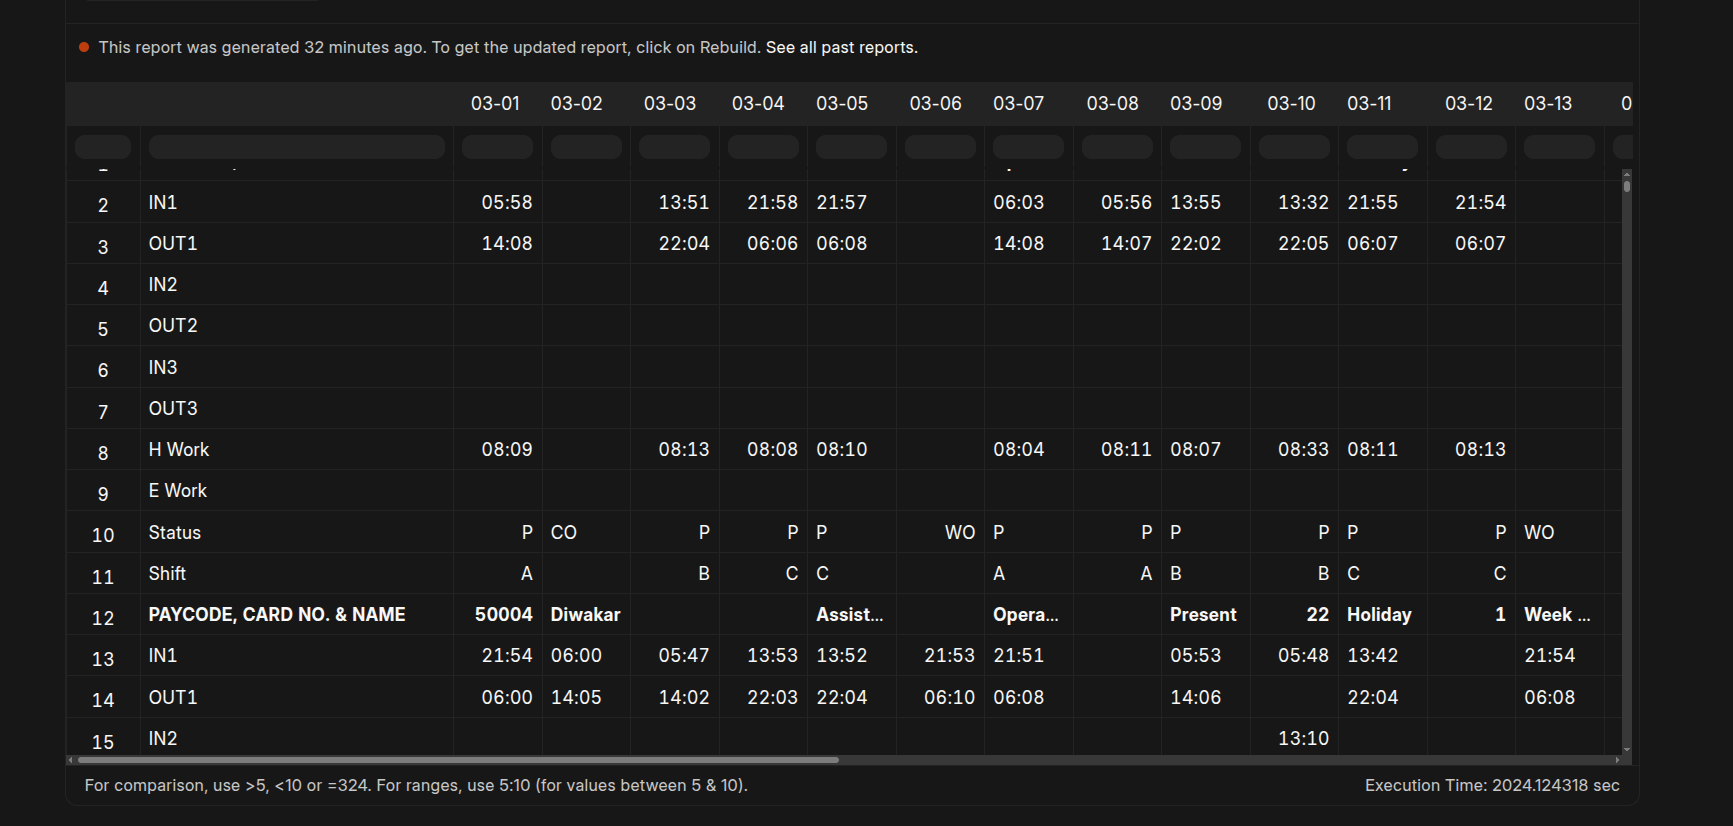 This report was generated 32 minutes ago. To get the updated report, click on Rebuild. See all past reports.
03-01 03-02 03-03 03-04 03-05 03-06 03-07 03-08 03-09 03-10 03-11 03-12 03-13 0
2 IN1 05:58 13:51 21:58 21:57 06:03 05:56 13:55 13:32 21:55 21:54
3 OUT1 14:08 22:04 06:06 06:08 14:08 14:07 22:02 22:05 06:07 06:07
4 IN2
5 OUT2
6 IN3
7 OUT3
8 H Work 08:09 08:13 08:08 08:10 08:04 08:11 08:07 08:33 08:11 08:13
9 E Work
10 Status P CO P P P WO P P P P P P WO
11 Shift A B C C A A B B C C
12 PAYCODE, CARD NO. & NAME 50004 Diwakar Assist... Opera... Present 22 Holiday 1 Week ...
13 IN1 21:54 06:00 05:47 13:53 13:52 21:53 21:51 05:53 05:48 13:42 21:54
14 OUT1 06:00 14:05 14:02 22:03 22:04 06:10 06:08 14:06 22:04 06:08
15 IN2 13:10
For comparison, use >5, <10 or =324. For ranges, use 5:10 (for values between 5 & 10).
Execution Time: 2024.124318 sec